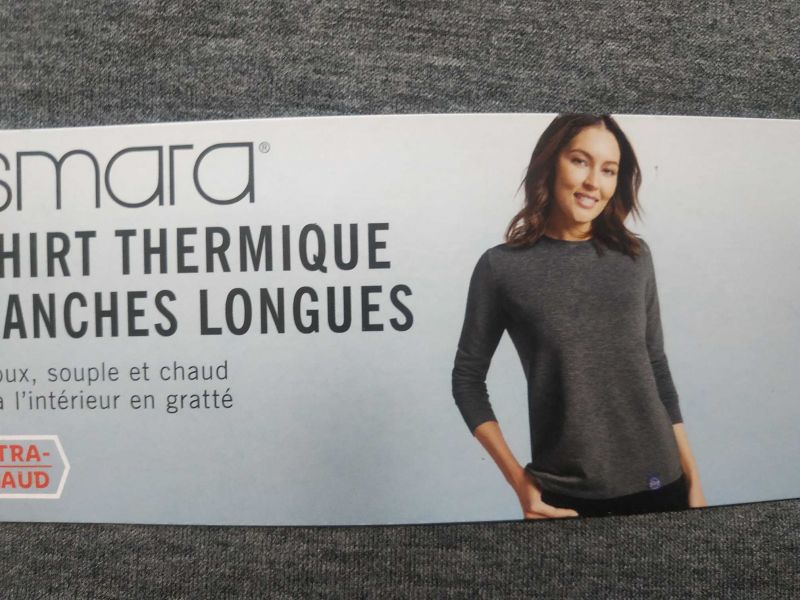 smara®
HIRT THERMIQUE
ANCHES LONGUES
oux, souple et chaud
a l'intérieur en gratté
TRA-
AUD